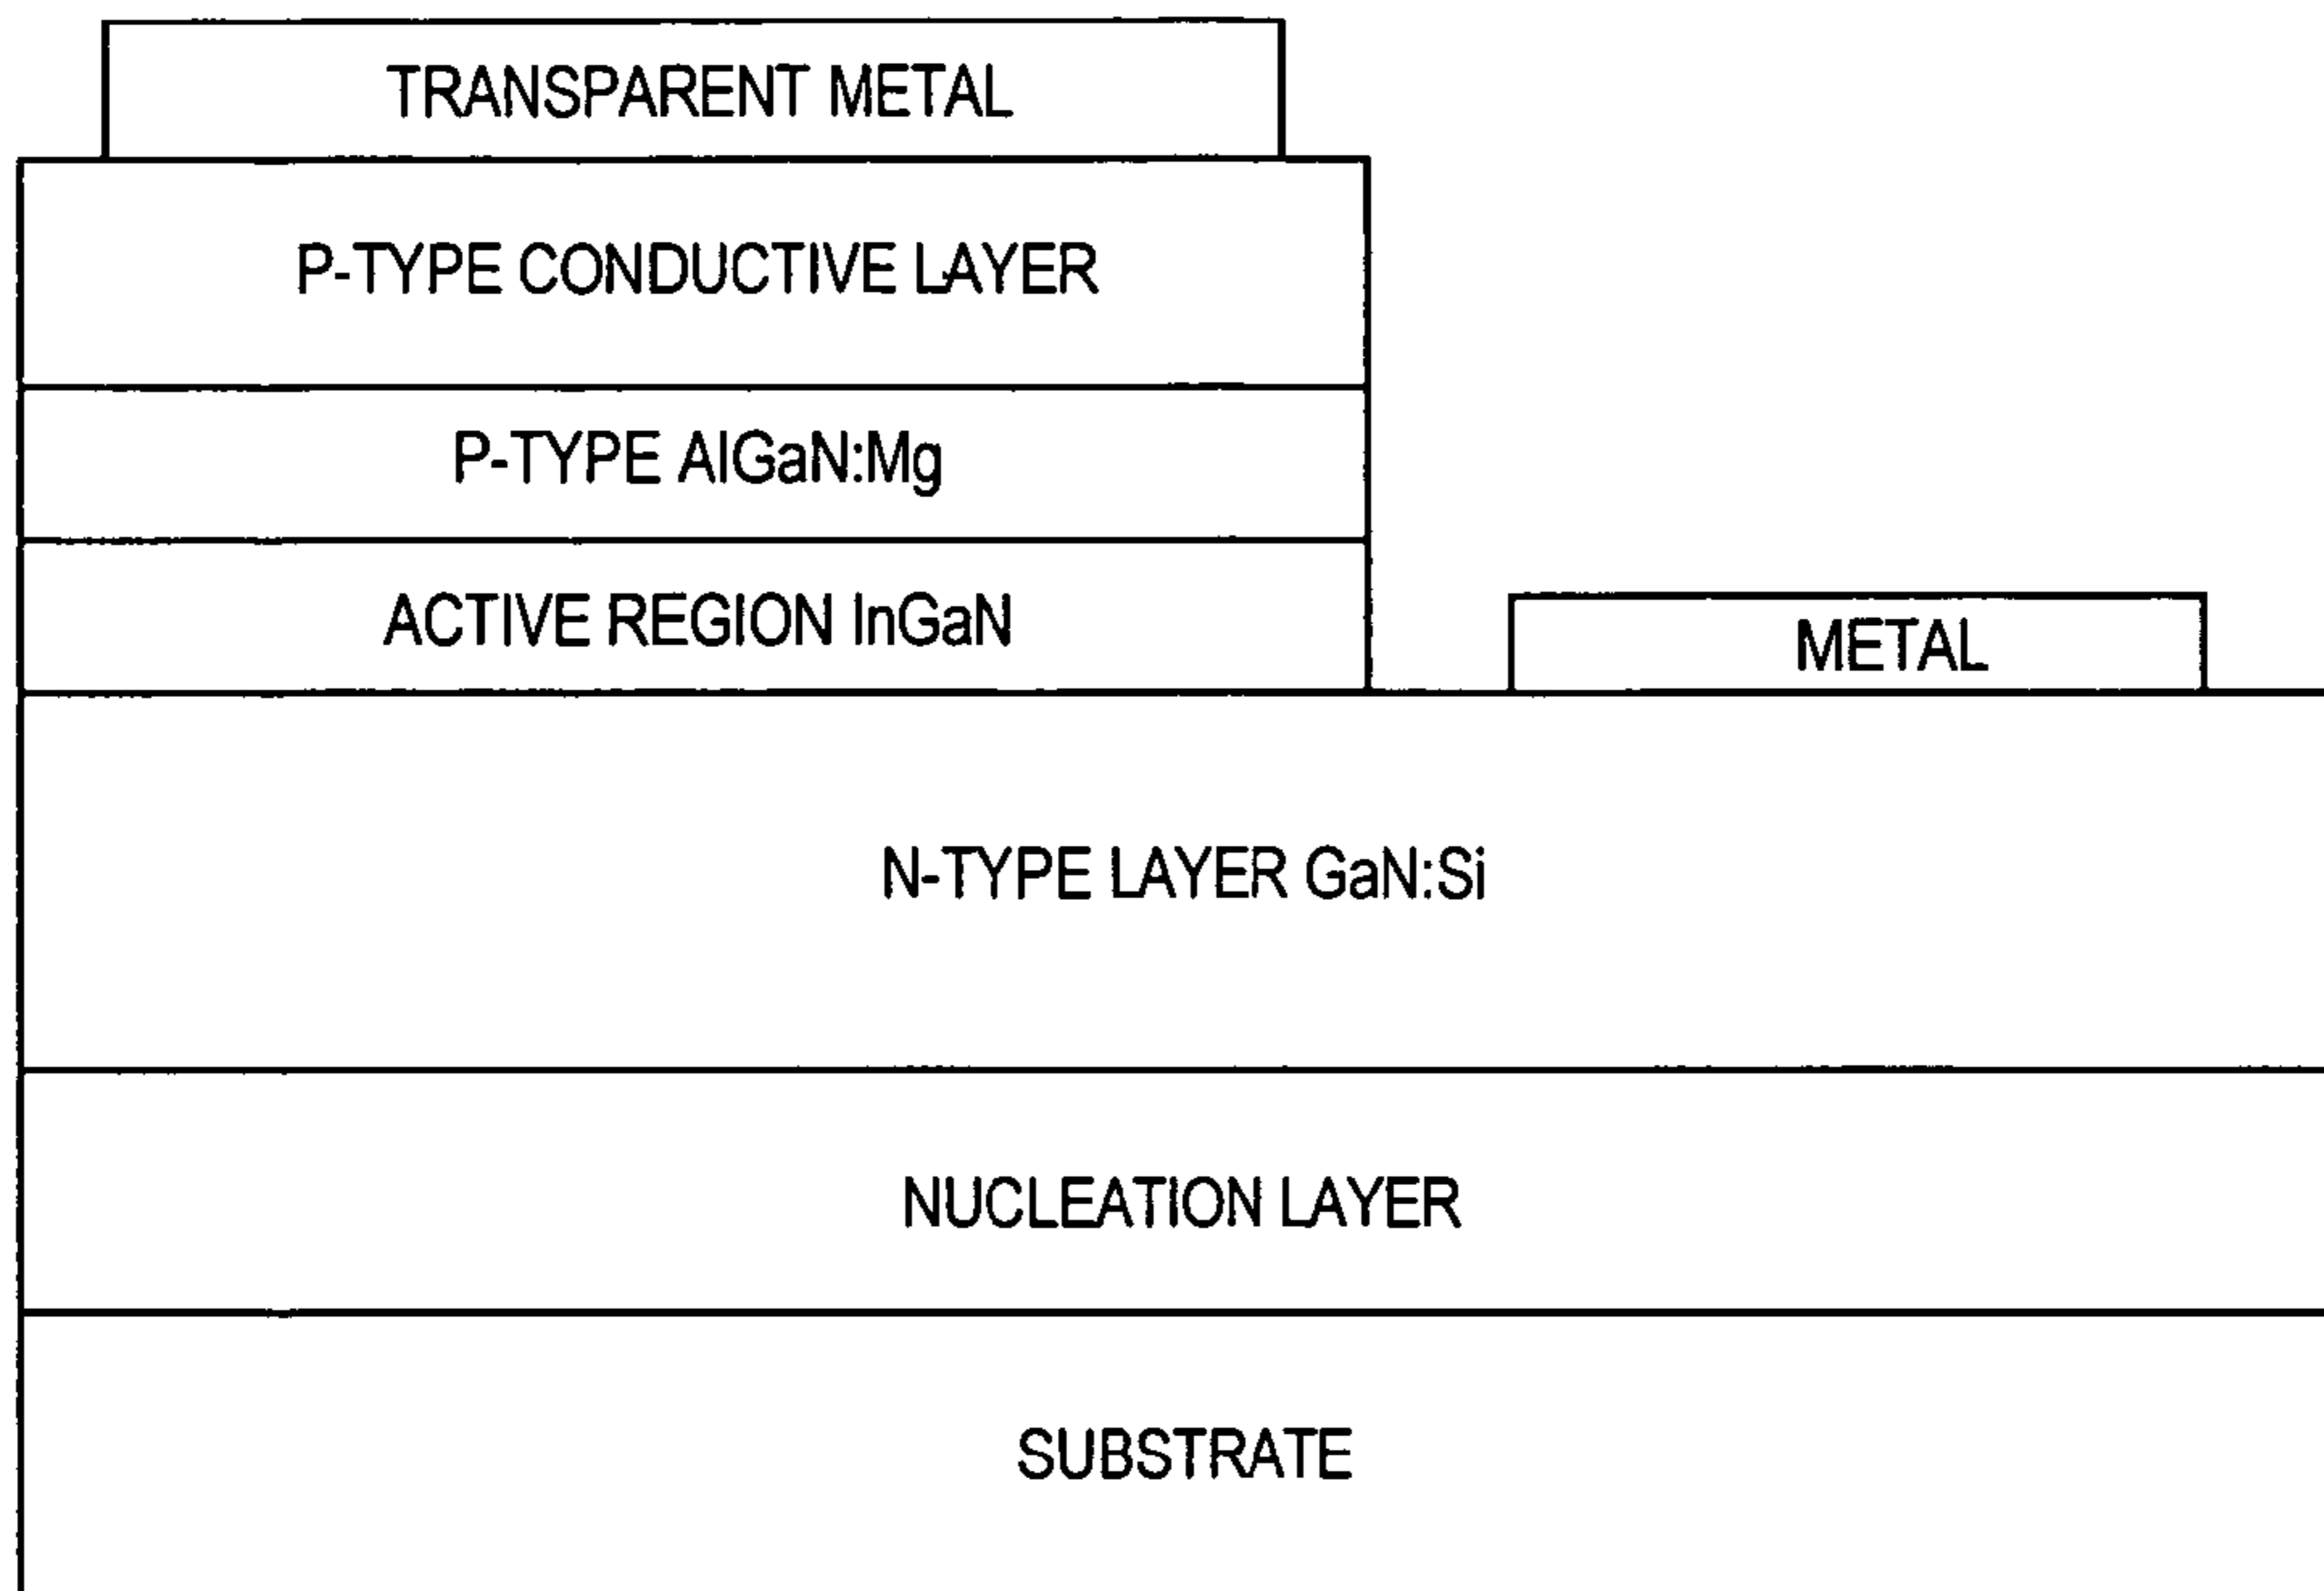 TRANSPARENT METAL
P-TYPE CONDUCTIVE LAYER
P-TYPE AlGaN:Mg
ACTIVE REGION InGaN
METAL
N-TYPE LAYER GaN:Si
NUCLEATION LAYER
SUBSTRATE